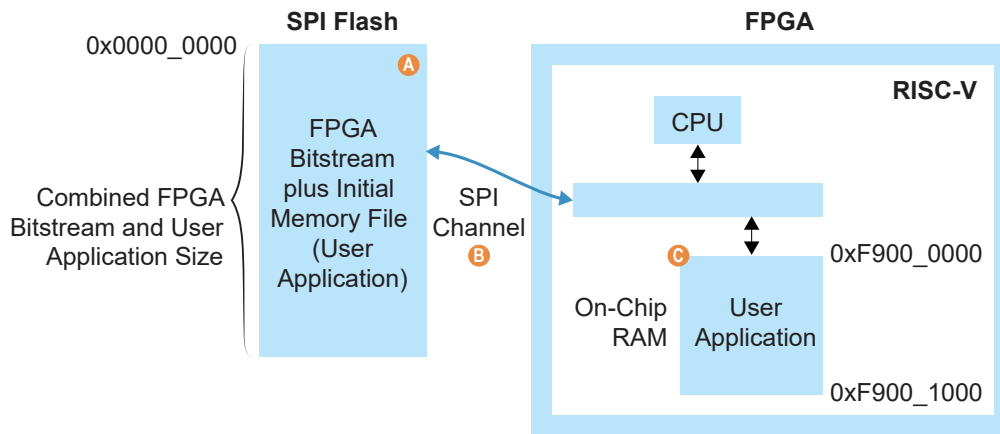 SPI Flash
FPGA
0x0000_0000
A
RISC-V
FPGA
Bitstream
plus Initial
Memory File
(User
Application)
CPU
Combined FPGA
Bitstream and User
Application Size
SPI
Channel
B
C
0xF900_0000
On-Chip
RAM
User
Application
0xF900_1000